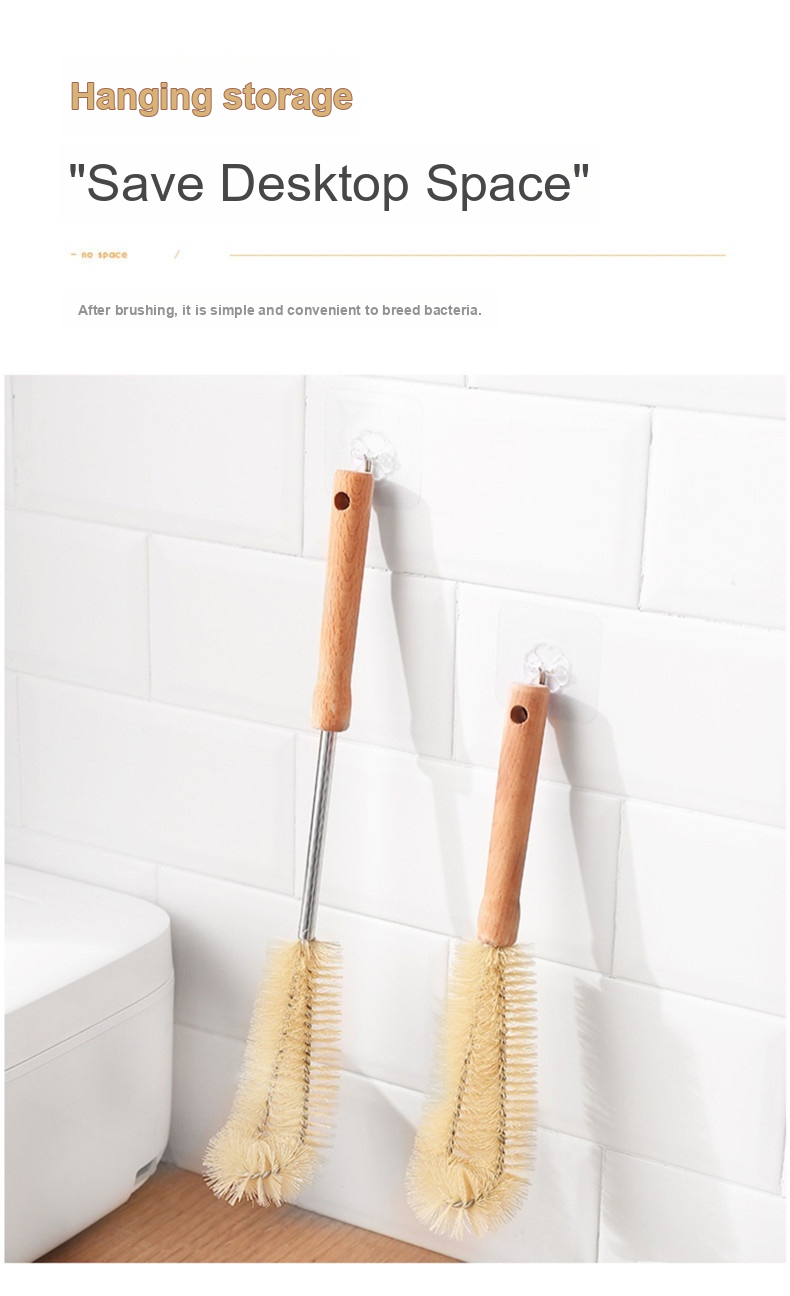 Hanging storage
"Save Desktop Space"
- no space /
After brushing, it is simple and convenient to breed bacteria.